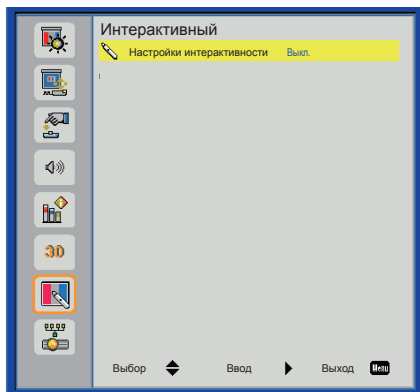 Интерактивный
Настройки интерактивности Выкл.
3D
Выбор Ввод Выход Menu